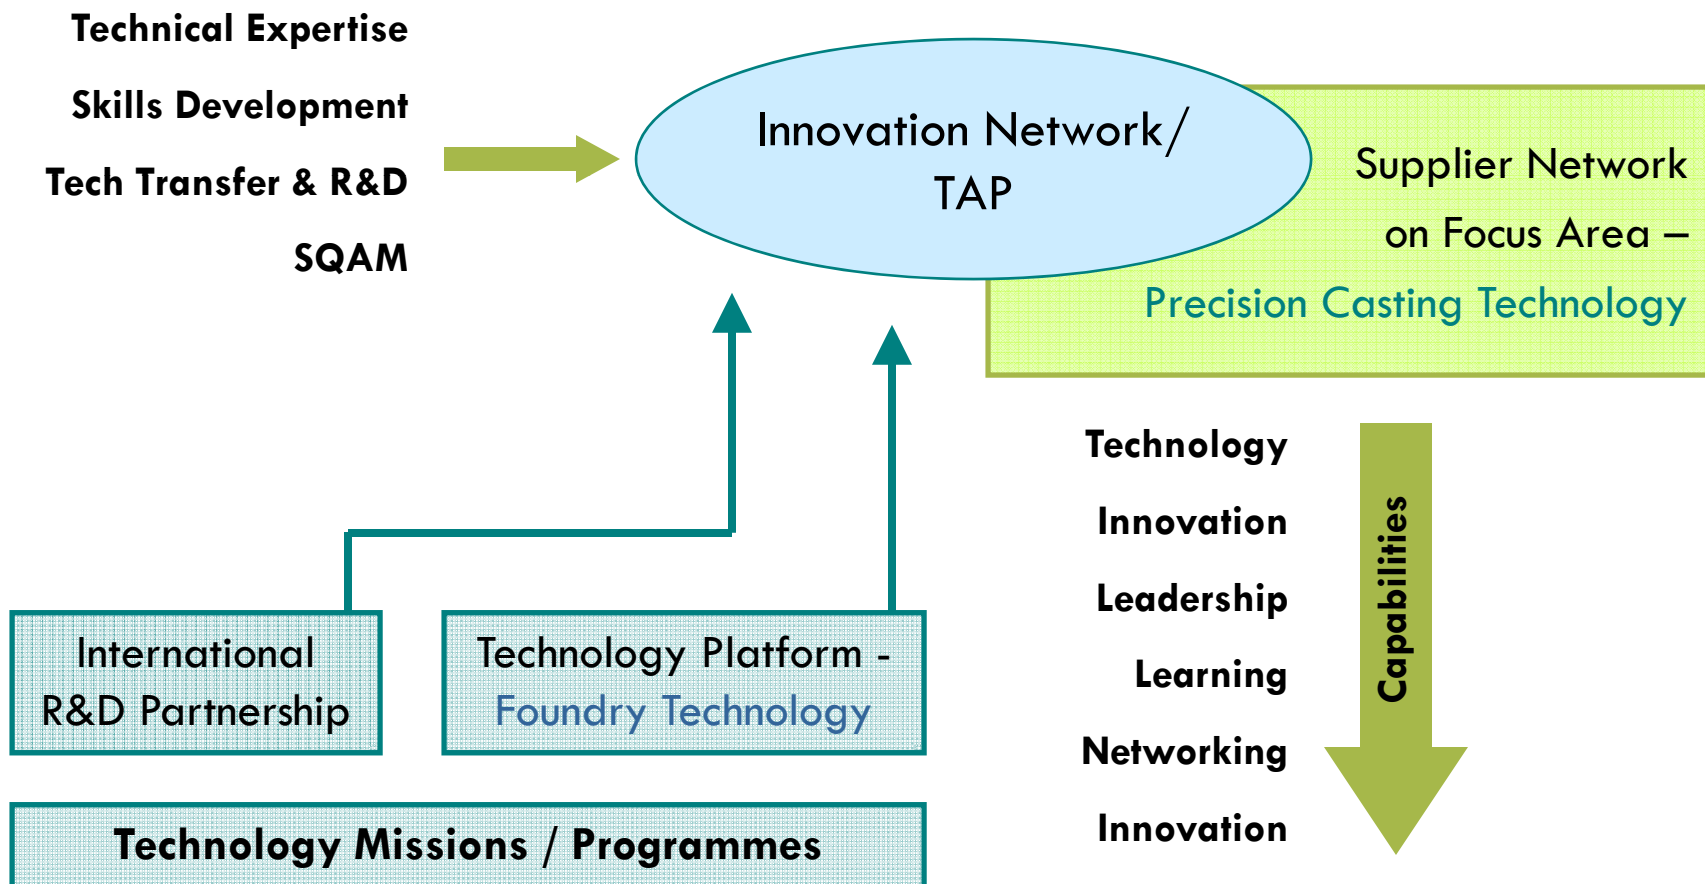 Technical Expertise
Skills Development
Tech Transfer & R&D
SQAM
Innovation Network/
TAP
Supplier Network
on Focus Area –
Precision Casting Technology
International
R&D Partnership
Technology Platform -
Foundry Technology
Technology Missions / Programmes
Technology
Innovation
Leadership
Learning
Networking
Innovation
Capabilities